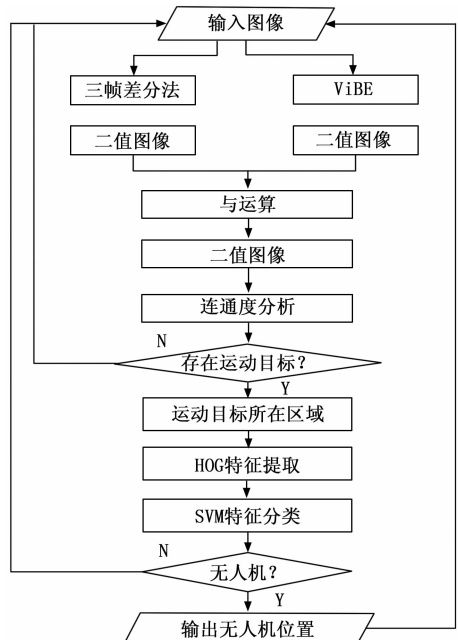 输入图像
三帧差分法
ViBE
二值图像
二值图像
与运算
二值图像
连通度分析
N
存在运动目标?
Y
运动目标所在区域
HOG特征提取
SVM特征分类
N
无人机?
Y
输出无人机位置